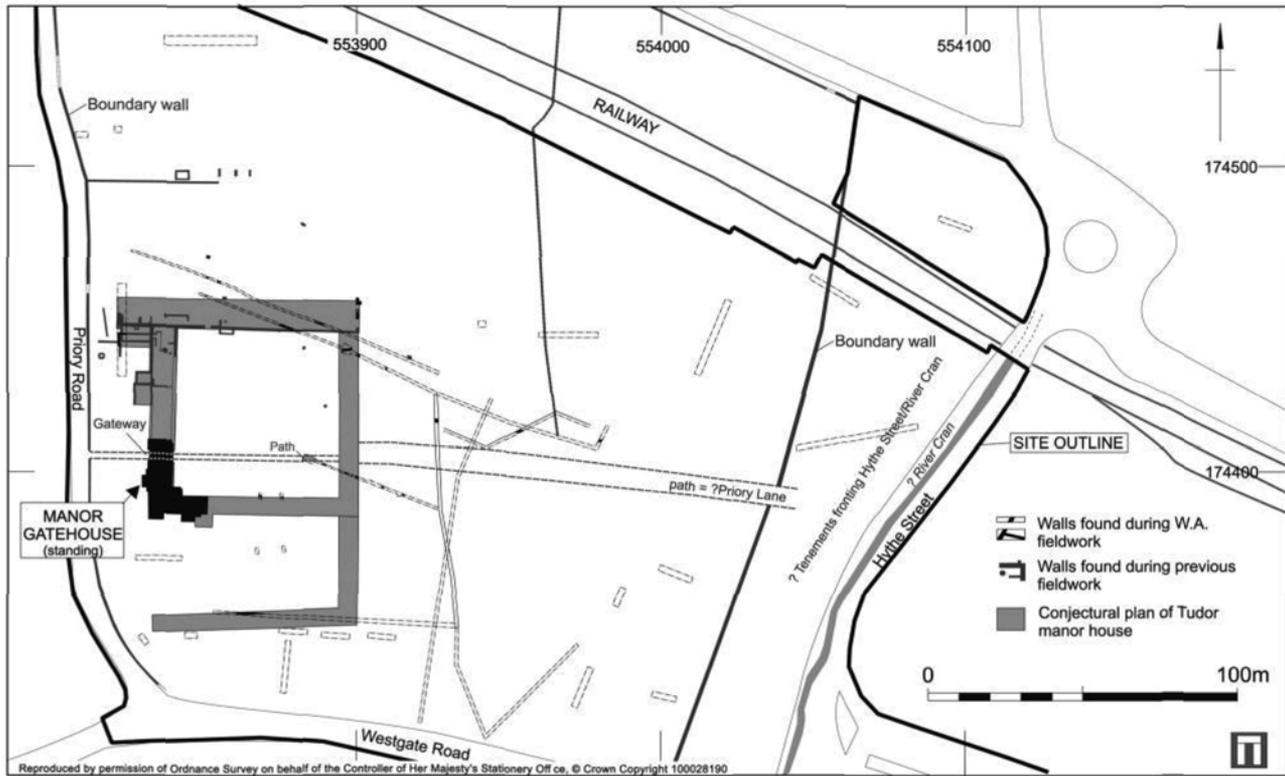 553900
554000
554100
Boundary wall
RAILWAY
174500
Priory Road
Boundary wall
Gateway
Path
? Tenements fronting Hythe Street/River Cran
? River Cran
SITE OUTLINE
174400
path = ?Priory Lane
MANOR
GATEHOUSE
(standing)
Hythe Street
Walls found during W.A.
fieldwork
Walls found during previous
fieldwork
Conjectural plan of Tudor
manor house
0
100m
Westgate Road
Reproduced by permission of Ordnance Survey on behalf of the Controller of Her Majesty's Stationery Off ce, © Crown Copyright 100028190